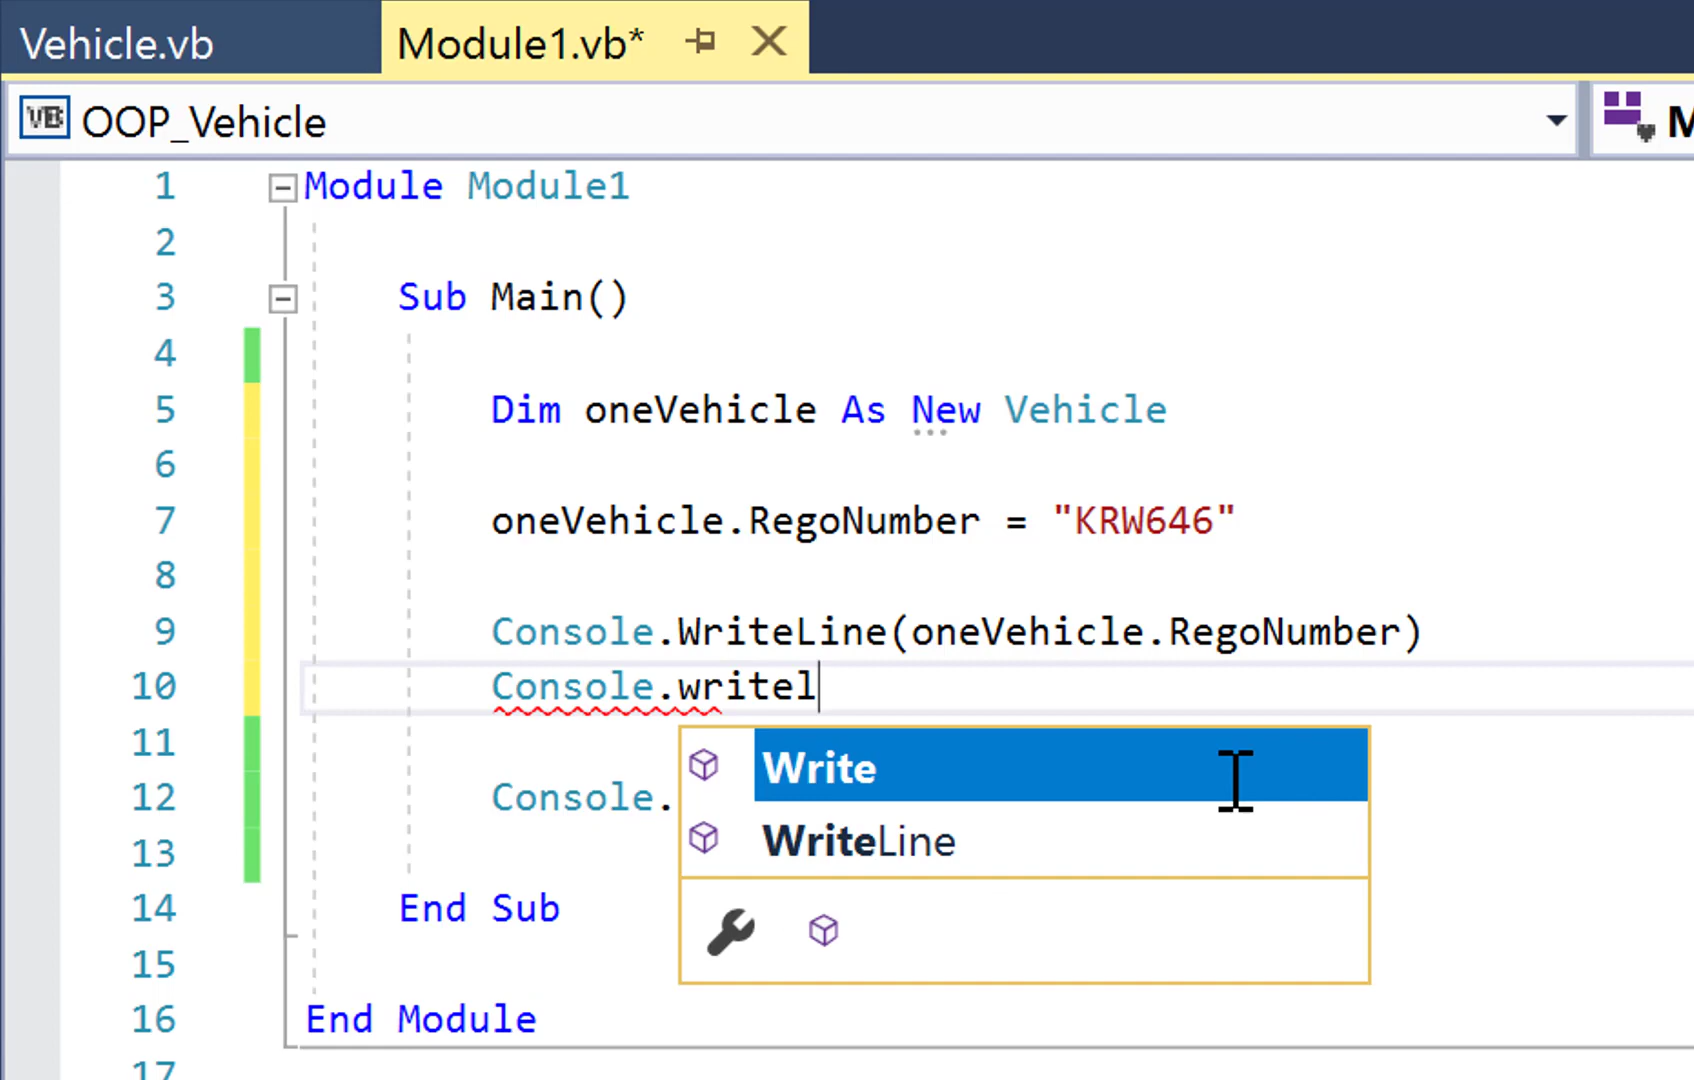 Vehicle.vb Module1.vb*
VB OOP_Vehicle M
1 Module Module1
2
3 Sub Main()
4
5 Dim oneVehicle As New Vehicle
6
7 oneVehicle.RegoNumber = "KRW646"
8
9 Console.WriteLine(oneVehicle.RegoNumber)
10 Console.writel
11 Write
12 Console. WriteLine
13
14 End Sub
15
16 End Module
17